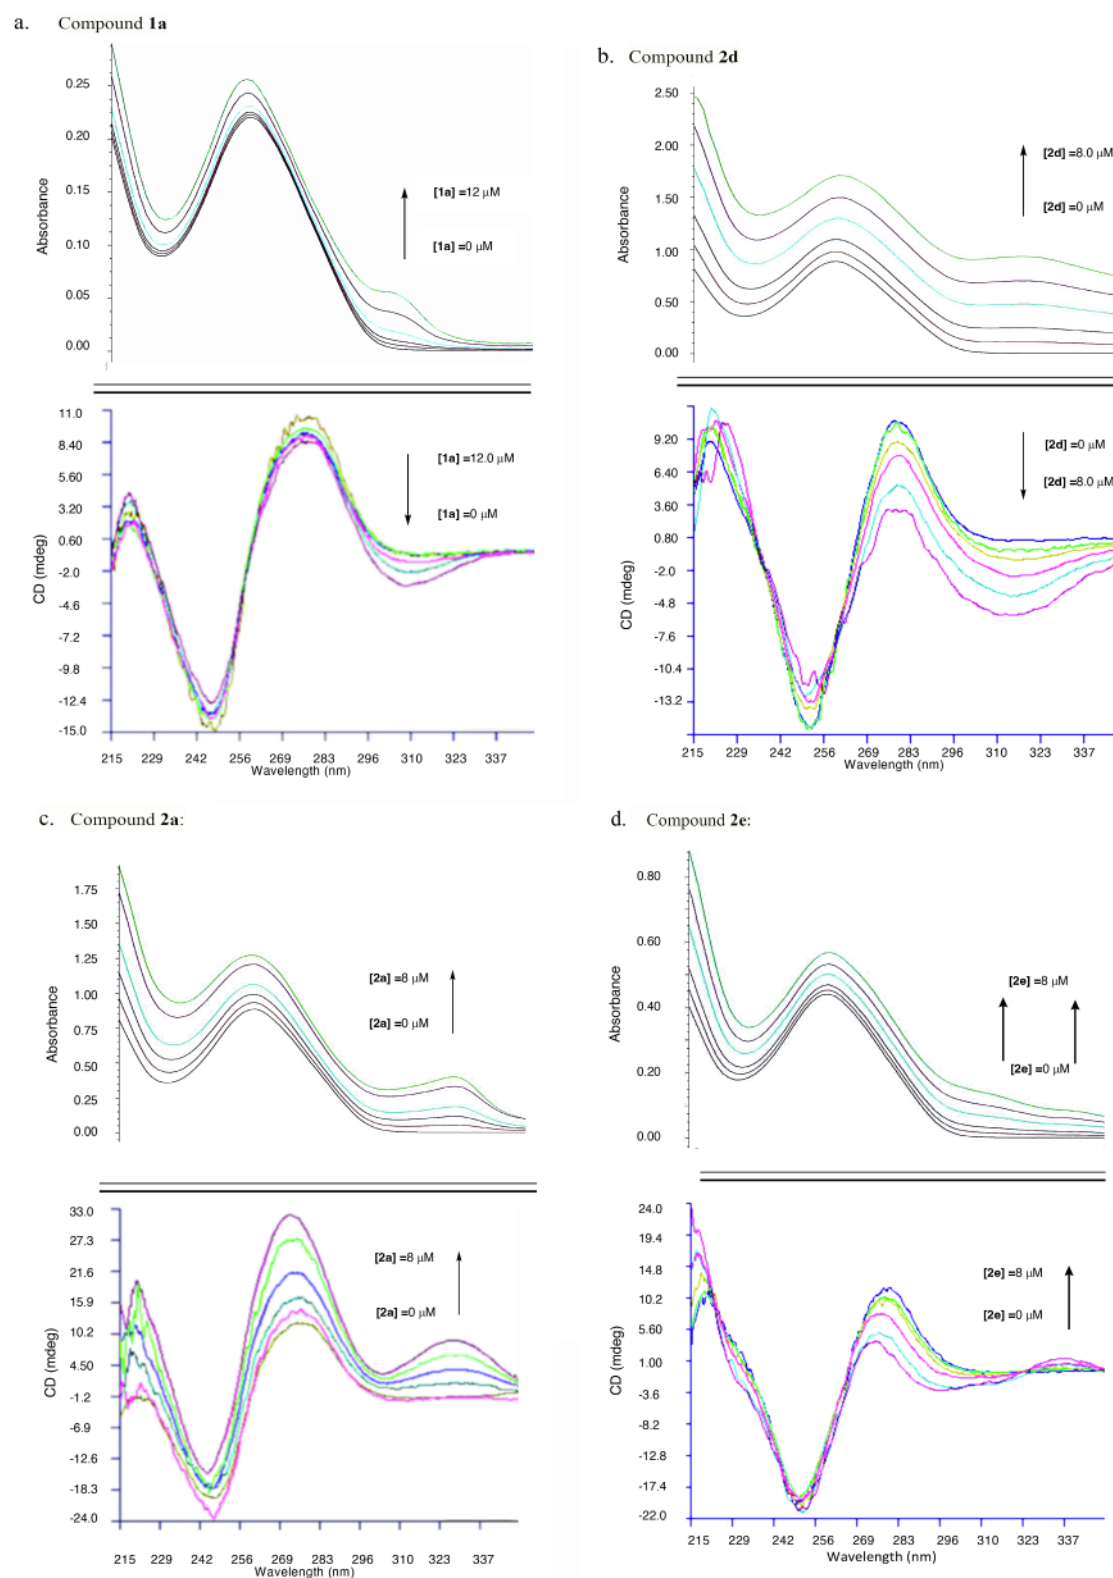 a. Compound 1a
0.25
0.20
0.15
0.10
0.05
0.00
Absorbance
[1a] =12 μM
[1a] =0 μM
11.0
8.40
5.60
3.20
0.60
-2.0
-4.6
-7.2
-9.8
-12.4
-15.0
CD (mdeg)
[1a] =12.0 μM
[1a] =0 μM
215 229 242 256 269 283 296 310 323 337
Wavelength (nm)
b. Compound 2d
2.50
2.00
1.50
1.00
0.50
0.00
Absorbance
[2d] =8.0 μM
[2d] =0 μM
9.20
6.40
3.60
0.80
-2.0
-4.8
-7.6
-10.4
-13.2
CD (mdeg)
[2d] =0 μM
[2d] =8.0 μM
215 229 242 256 269 283 296 310 323 337
Wavelength (nm)
c. Compound 2a:
1.75
1.50
1.25
1.00
0.75
0.50
0.25
0.00
Absorbance
[2a] =8 μM
[2a] =0 μM
33.0
27.3
21.6
15.9
10.2
4.50
-1.2
-6.9
-12.6
-18.3
-24.0
CD (mdeg)
[2a] =8 μM
[2a] =0 μM
215 229 242 256 269 283 296 310 323 337
Wavelength (nm)
d. Compound 2e:
0.80
0.60
0.40
0.20
0.00
Absorbance
[2e] =8 μM
[2e] =0 μM
24.0
19.4
14.8
10.2
5.60
1.00
-3.6
-8.2
-12.8
-17.4
-22.0
CD (mdeg)
[2e] =8 μM
[2e] =0 μM
215 229 242 256 269 283 296 310 323 337
Wavelength (nm)